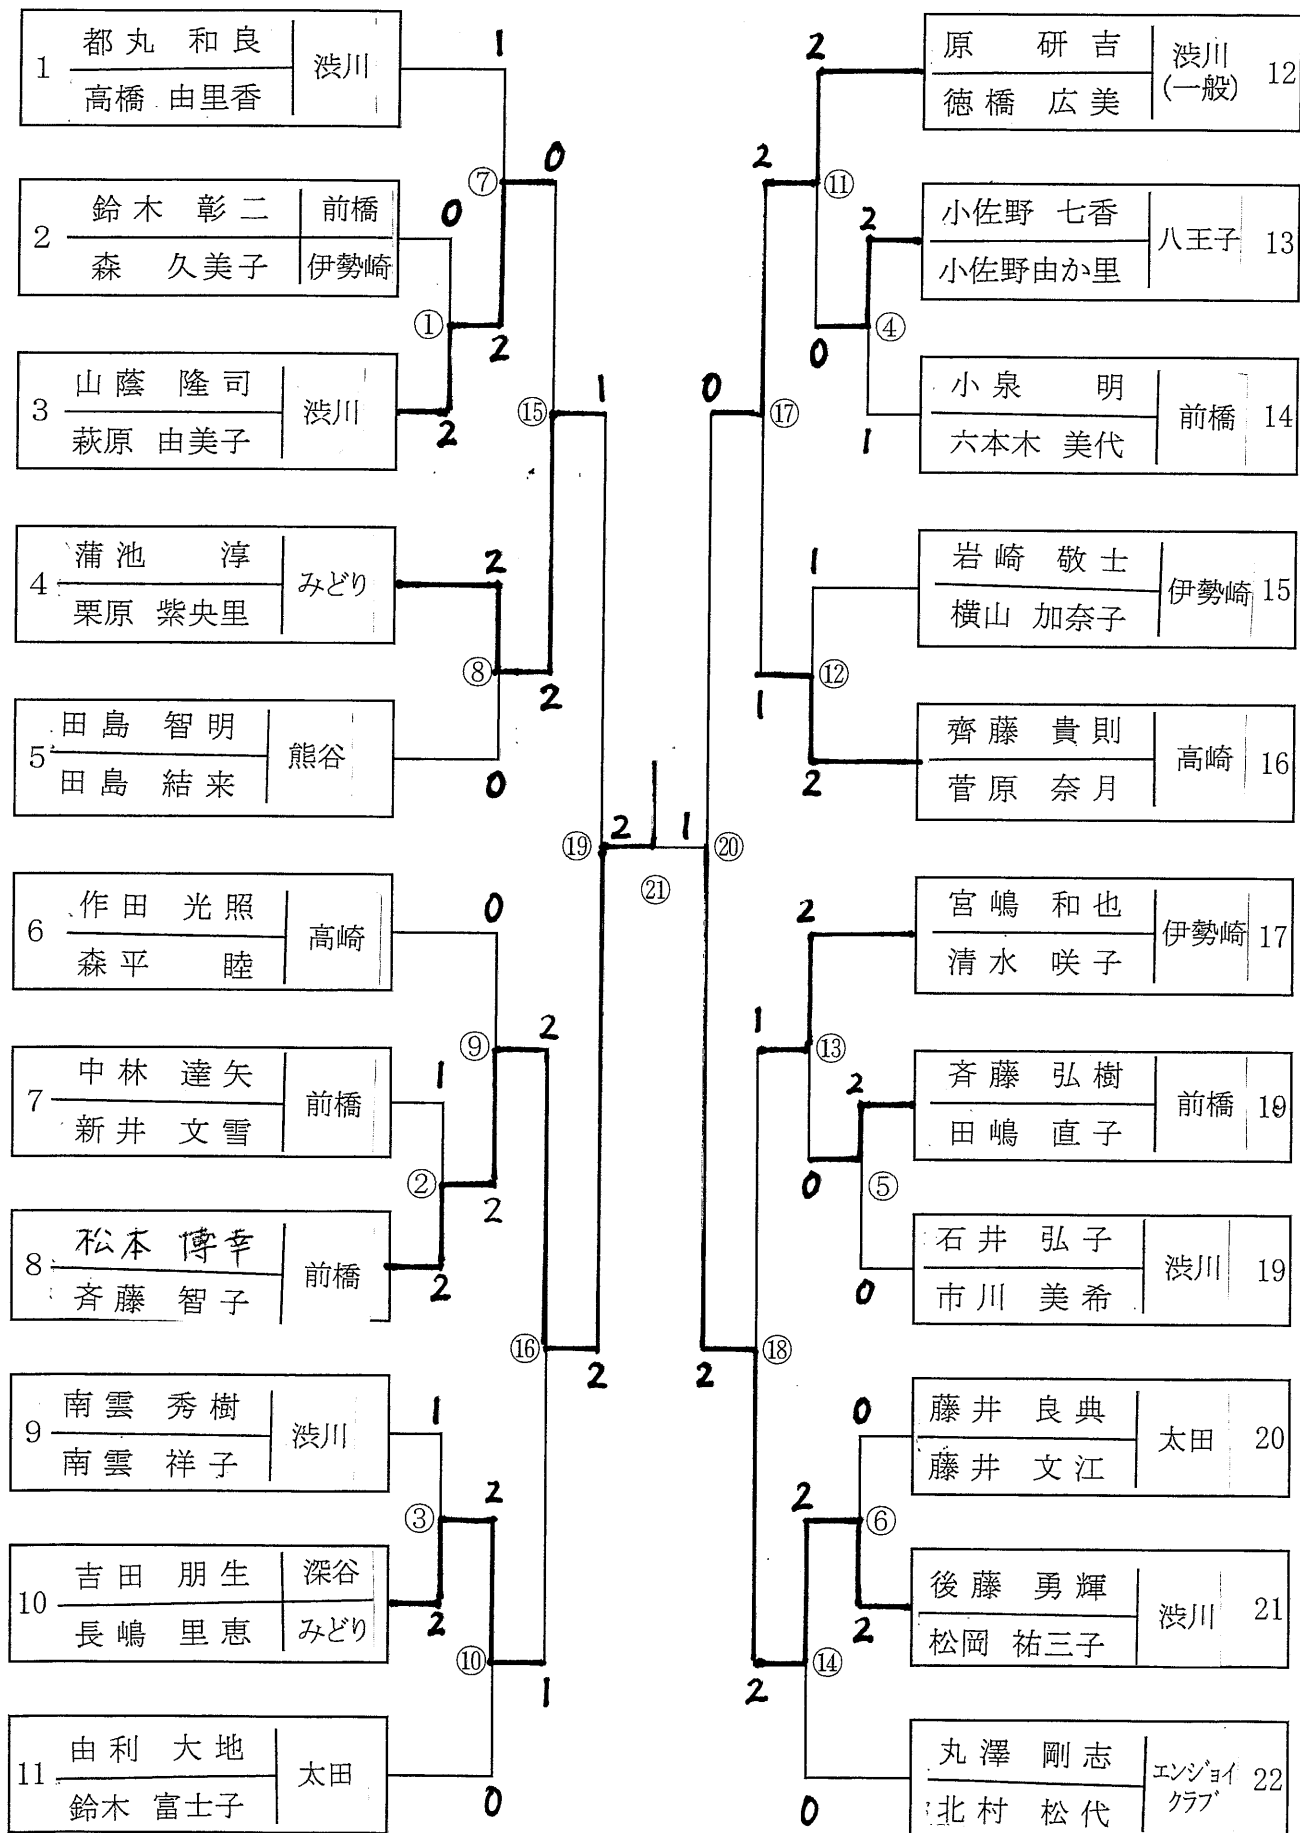 1
都丸 和良
高橋 由里香
渋川
1
2
鈴木 彰二
前橋
森 久美子
伊勢崎
0
①
2
⑦
0
3
山蔭 隆司
萩原 由美子
渋川
2
⑮
1
4
蒲池 淳
栗原 紫央里
みどり
2
⑧
2
5
田島 智明
田島 結来
熊谷
0
6
作田 光照
森平 睦
高崎
0
⑨
2
7
中林 達矢
新井 文雪
前橋
1
②
2
8
松本 博幸
斉藤 智子
前橋
2
⑯
2
9
南雲 秀樹
南雲 祥子
渋川
1
③
2
10
吉田 朋生
深谷
長嶋 里恵
みどり
2
⑩
1
11
由利 大地
鈴木 富士子
太田
0
⑲
2
㉑
1
⑳
2
原 研吉
徳橋 広美
渋川
(一般)
12
2
⑪
2
小佐野 七香
小佐野由か里
八王子
13
0
④
0
⑰
1
小泉 明
六本木 美代
前橋
14
1
岩崎 敬士
横山 加奈子
伊勢崎
15
1
⑫
2
齊藤 貴則
菅原 奈月
高崎
16
2
宮嶋 和也
清水 咲子
伊勢崎
17
1
⑬
2
斉藤 弘樹
田嶋 直子
前橋
19
0
⑤
0
石井 弘子
市川 美希
渋川
19
2
⑱
0
藤井 良典
藤井 文江
太田
20
2
⑥
2
後藤 勇輝
松岡 祐三子
渋川
21
2
⑭
0
丸澤 剛志
北村 松代
エンジョイ
クラブ
22